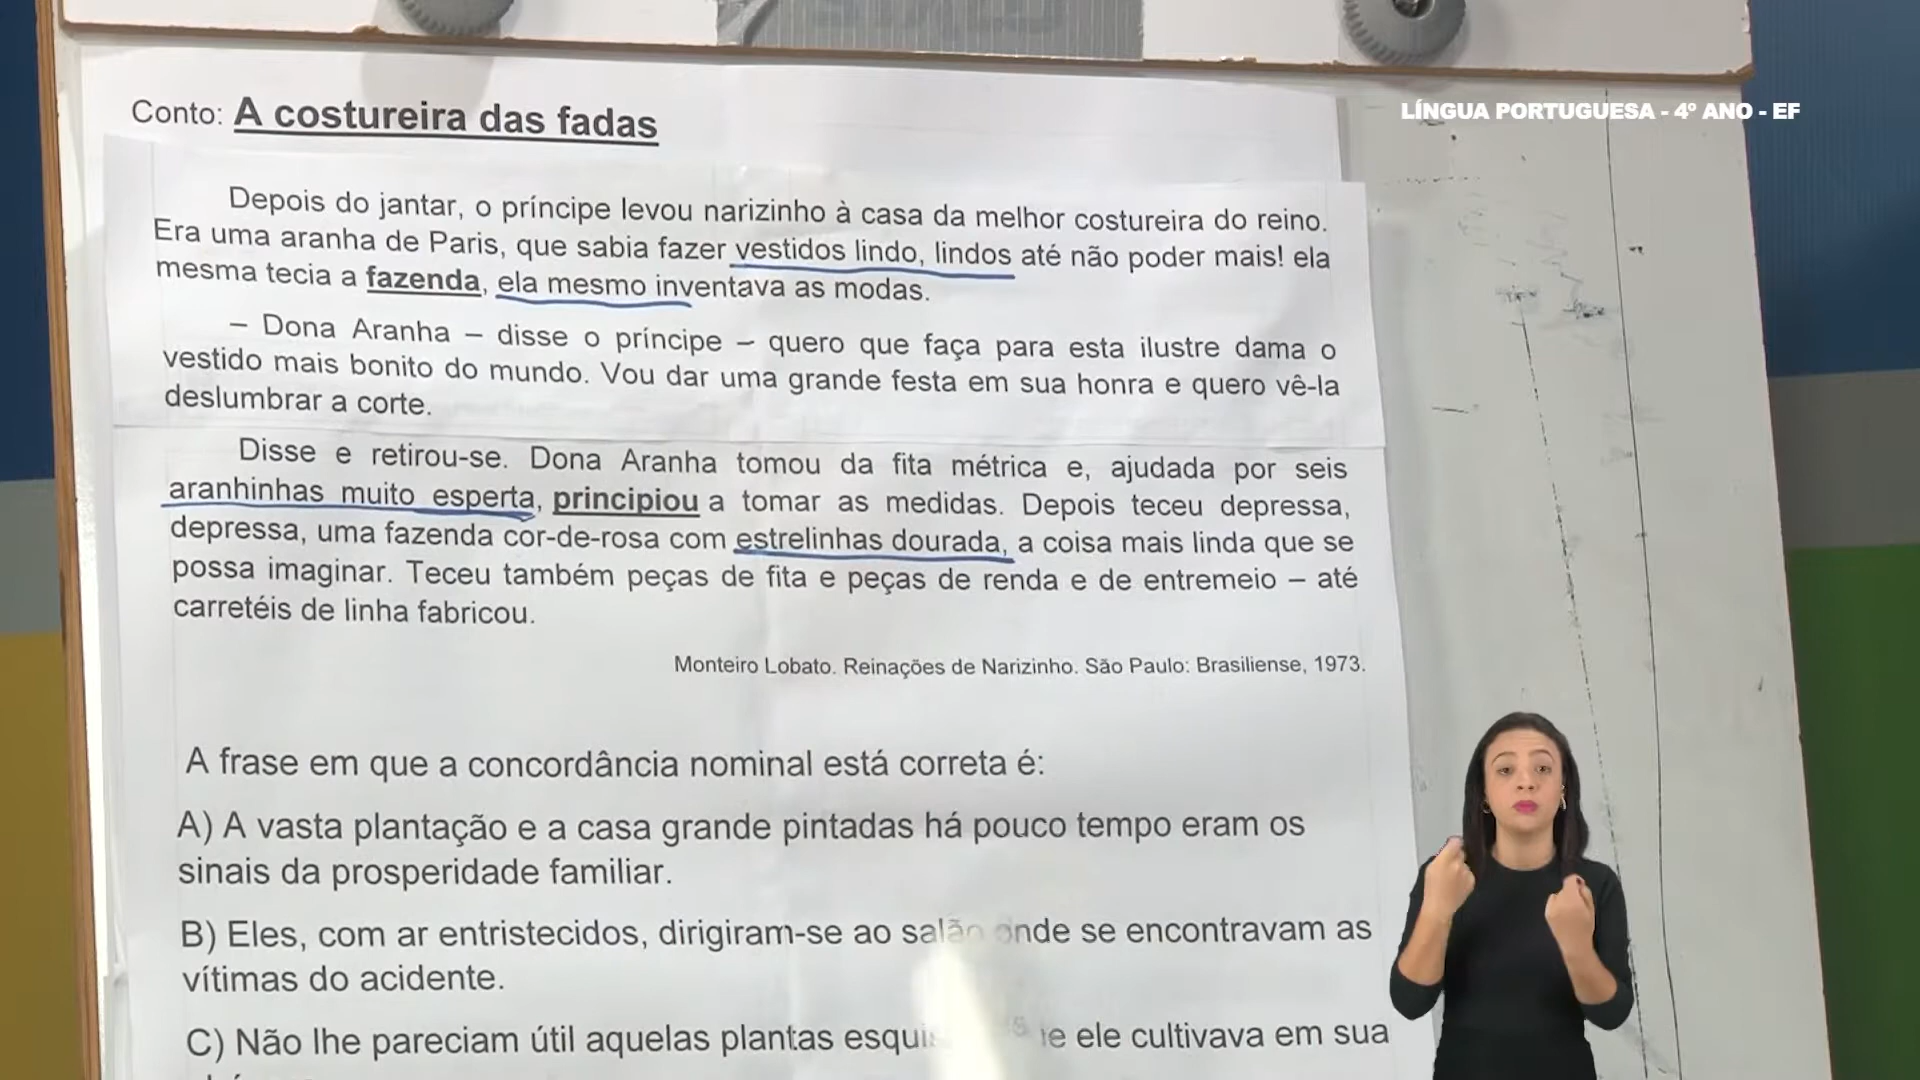 LÍNGUA PORTUGUESA - 4º ANO - EF
Conto: A costureira das fadas
Depois do jantar, o príncipe levou narizinho à casa da melhor costureira do reino.
Era uma aranha de Paris, que sabia fazer vestidos lindo, lindos até não poder mais! ela
mesma tecia a fazenda, ela mesmo inventava as modas.
– Dona Aranha – disse o príncipe – quero que faça para esta ilustre dama o
vestido mais bonito do mundo. Vou dar uma grande festa em sua honra e quero vê-la
deslumbrar a corte.
Disse e retirou-se. Dona Aranha tomou da fita métrica e, ajudada por seis
aranhinhas muito esperta, principiou a tomar as medidas. Depois teceu depressa,
depressa, uma fazenda cor-de-rosa com estrelinhas dourada, a coisa mais linda que se
possa imaginar. Teceu também peças de fita e peças de renda e de entremeio – até
carretéis de linha fabricou.
Monteiro Lobato. Reinações de Narizinho. São Paulo: Brasiliense, 1973.
A frase em que a concordância nominal está correta é:
A) A vasta plantação e a casa grande pintadas há pouco tempo eram os
sinais da prosperidade familiar.
B) Eles, com ar entristecidos, dirigiram-se ao salão onde se encontravam as
vítimas do acidente.
C) Não lhe pareciam útil aquelas plantas ele cultivava em sua